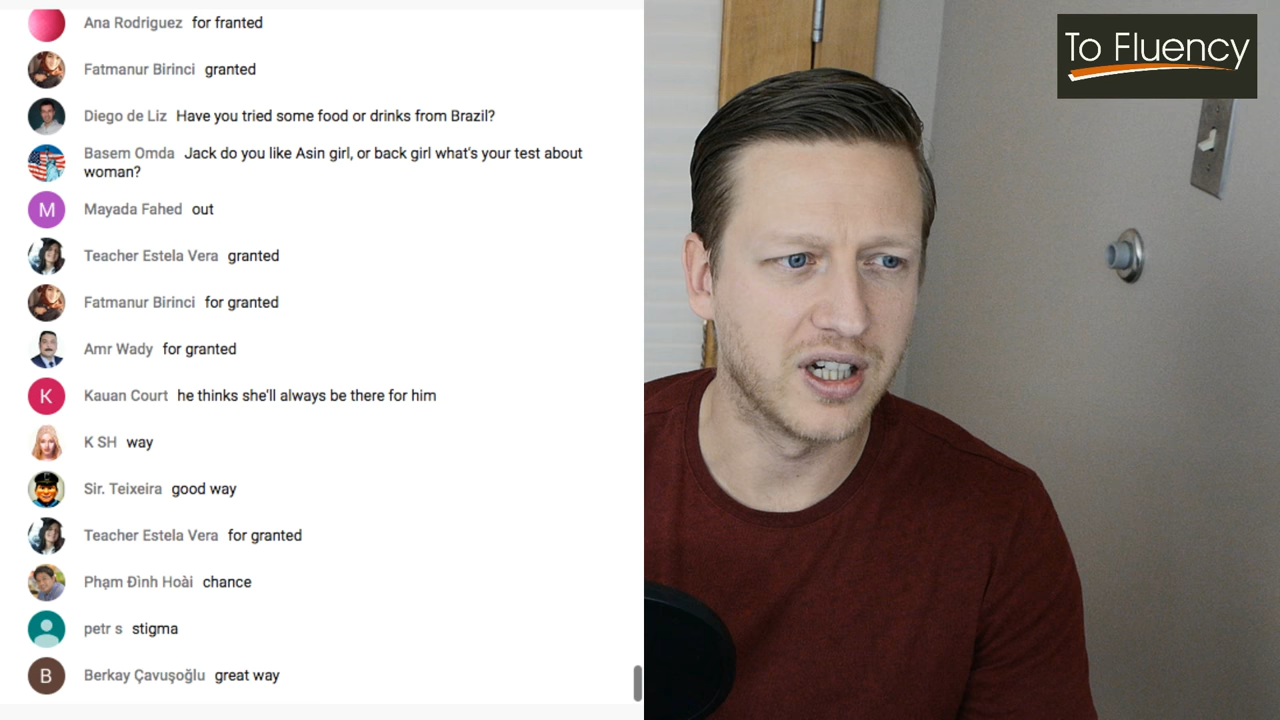 Ana Rodriguez for franted
Fatmanur Birinci granted
Diego de Liz Have you tried some food or drinks from Brazil?
Basem Omda Jack do you like Asin girl, or back girl what's your test about
woman?
M Mayada Fahed out
Teacher Estela Vera granted
Fatmanur Birinci for granted
Amr Wady for granted
K Kauan Court he thinks she'll always be there for him
K SH way
Sir. Teixeira good way
Teacher Estela Vera for granted
Phạm Đình Hoài chance
petr s stigma
B Berkay Çavuşoğlu great way
To Fluency